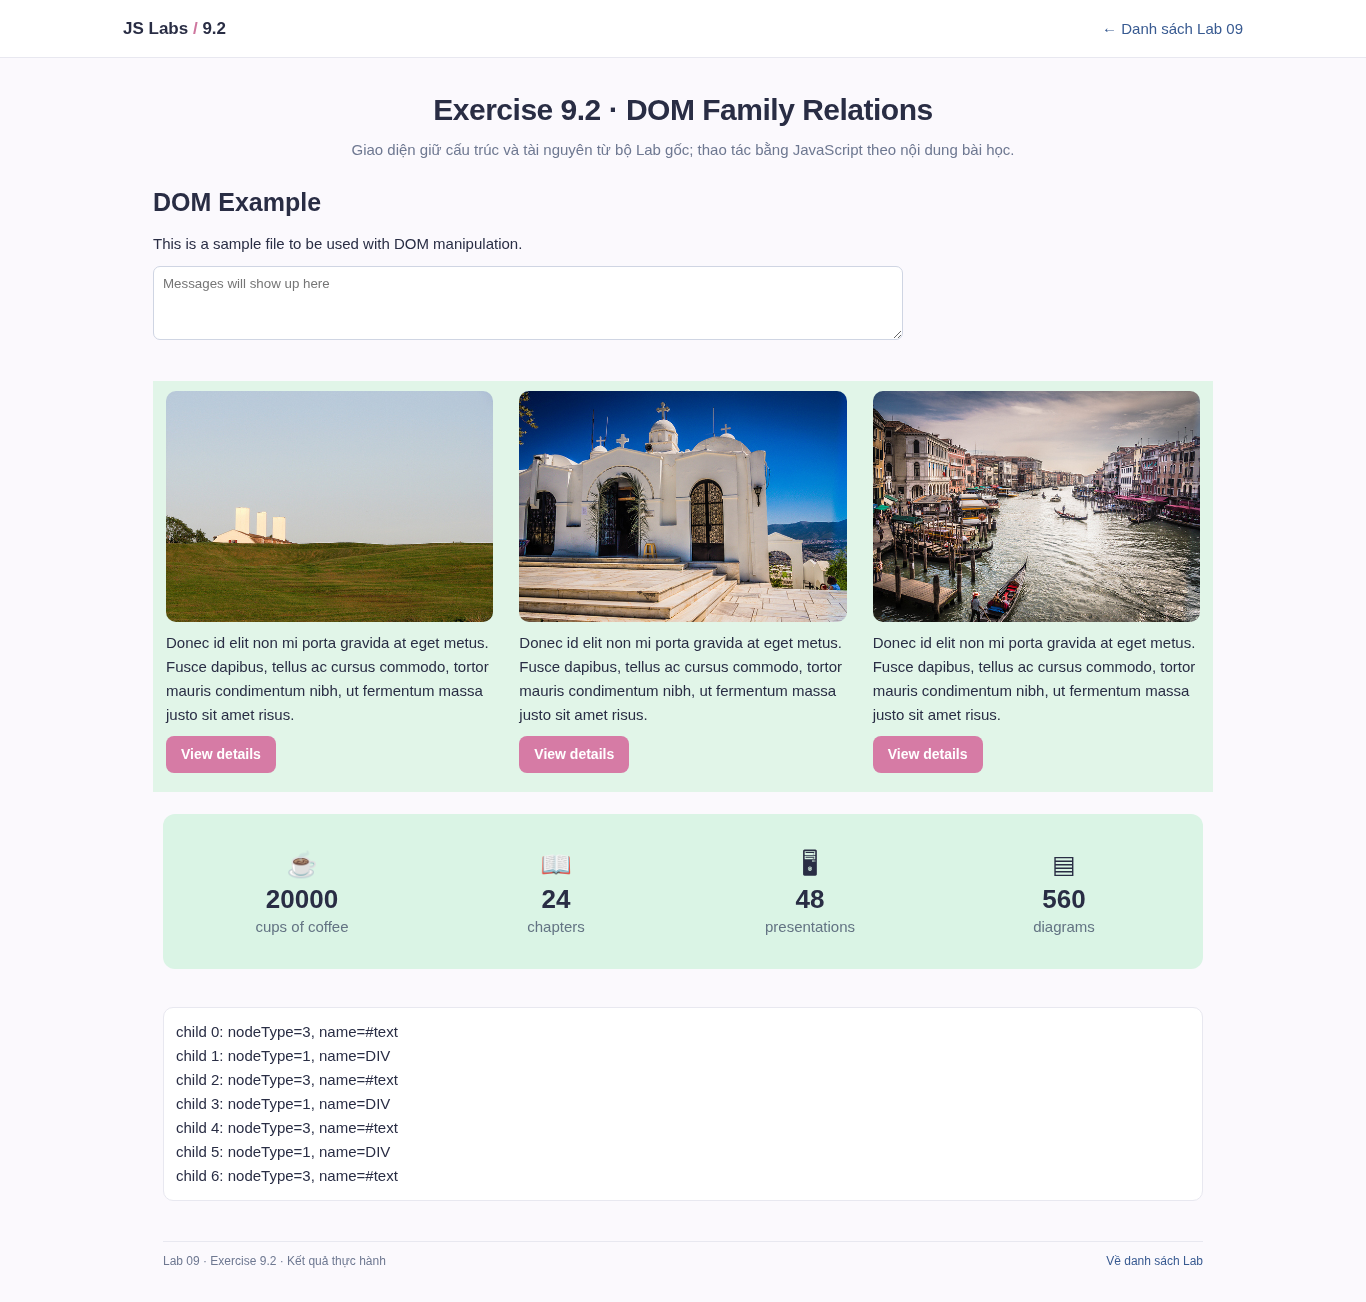 JS Labs / 9.2
← Danh sách Lab 09
Exercise 9.2 · DOM Family Relations
Giao diện giữ cấu trúc và tài nguyên từ bộ Lab gốc; thao tác bằng JavaScript theo nội dung bài học.
DOM Example
This is a sample file to be used with DOM manipulation.
Messages will show up here
Donec id elit non mi porta gravida at eget metus.
Fusce dapibus, tellus ac cursus commodo, tortor
mauris condimentum nibh, ut fermentum massa
justo sit amet risus.
View details
Donec id elit non mi porta gravida at eget metus.
Fusce dapibus, tellus ac cursus commodo, tortor
mauris condimentum nibh, ut fermentum massa
justo sit amet risus.
View details
Donec id elit non mi porta gravida at eget metus.
Fusce dapibus, tellus ac cursus commodo, tortor
mauris condimentum nibh, ut fermentum massa
justo sit amet risus.
View details
20000
cups of coffee
24
chapters
48
presentations
560
diagrams
child 0: nodeType=3, name=#text
child 1: nodeType=1, name=DIV
child 2: nodeType=3, name=#text
child 3: nodeType=1, name=DIV
child 4: nodeType=3, name=#text
child 5: nodeType=1, name=DIV
child 6: nodeType=3, name=#text
Lab 09 · Exercise 9.2 · Kết quả thực hành
Về danh sách Lab